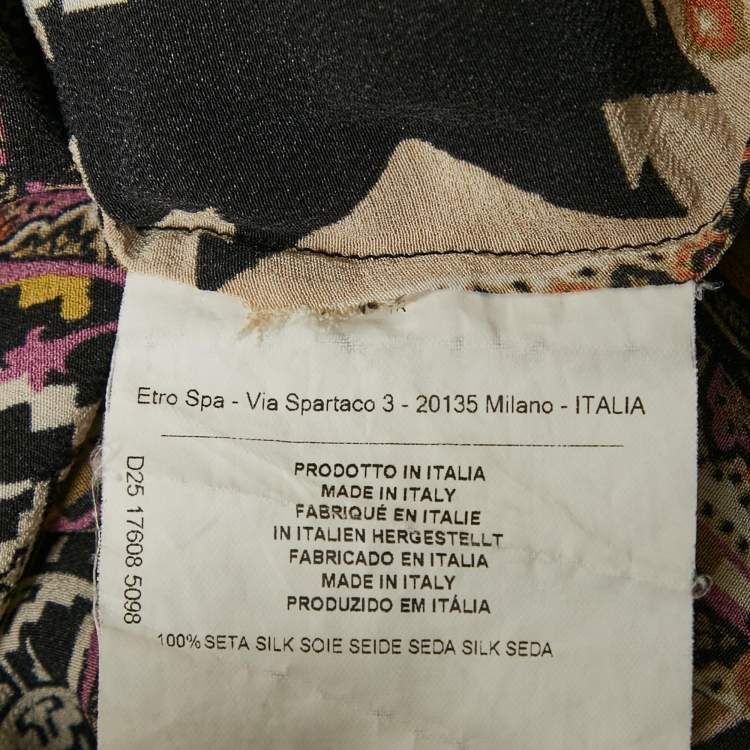 Etro Spa - Via Spartaco 3 - 20135 Milano - ITALIA
PRODOTTO IN ITALIA
MADE IN ITALY
FABRIQUÉ EN ITALIE
IN ITALIEN HERGESTELLT
FABRICADO EN ITALIA
MADE IN ITALY
PRODUZIDO EM ITÁLIA
D25 17608 5098
100% SETA SILK SOIE SEIDE SEDA SILK SEDA